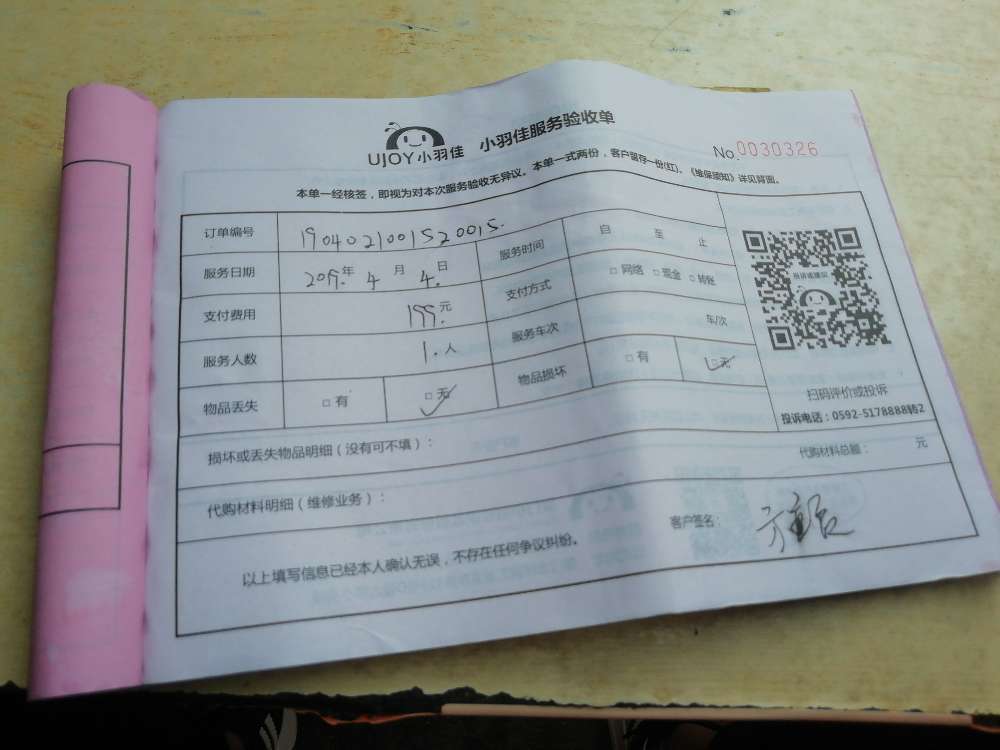 UJOY小羽佳 小羽佳服务验收单
No.0030326
本单一经核签，即视为对本次服务验收无异议。本单一式两份，客户留存一份(红)。《维保须知》详见背面。
订单编号 1904021001520015.
服务时间 自 至 止
服务日期 2019.年 4 月 4.日
支付方式 □网络 □现金 □转账
支付费用 199.元
服务车次 车/次
服务人数 1.人
物品损坏 □有 □无
物品丢失 □有 □无
扫码评价或投诉
投诉电话：0592-5178888转2
损坏或丢失物品明细（没有可不填）：
代购材料明细（维修业务）：
代购材料总额： 元
以上填写信息已经本人确认无误，不存在任何争议纠纷。
客户签名：